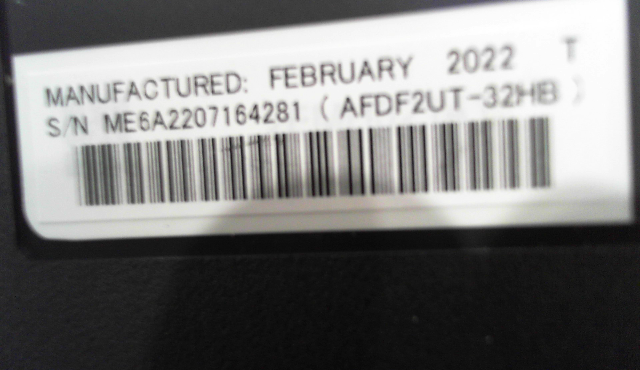 MANUFACTURED: FEBRUARY 2022 T
S/N ME6A2207164281 ( AFDF2UT-32HB )